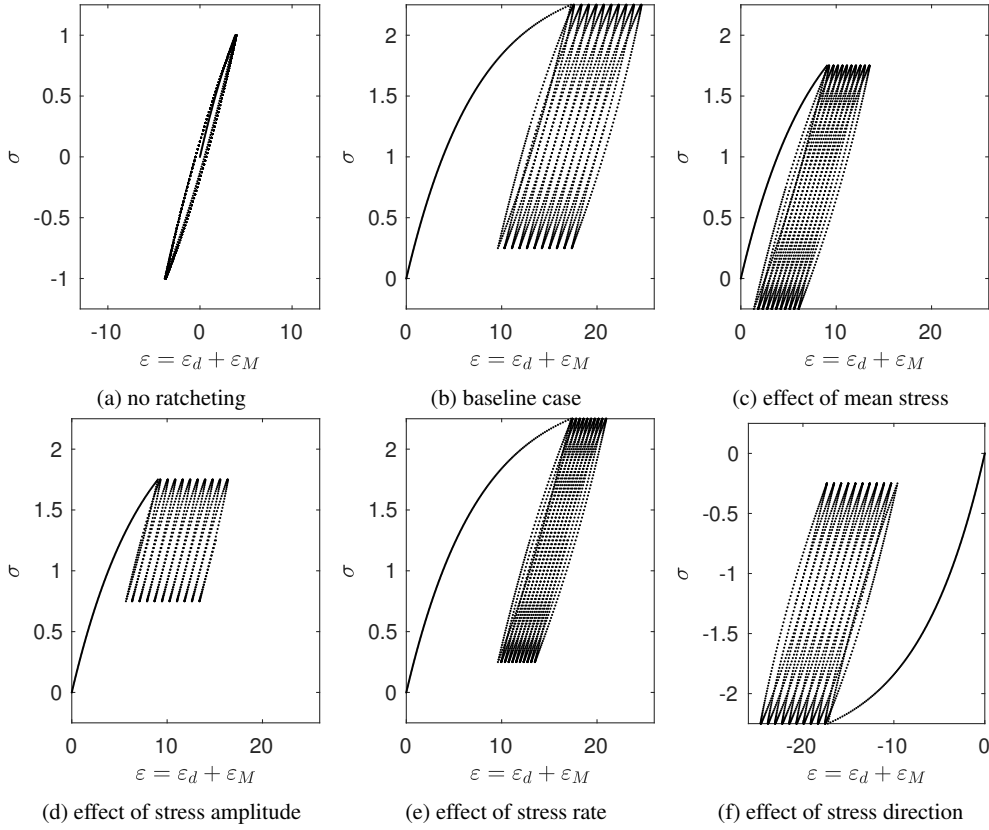 1
0.5
0
-0.5
-1
σ
-10 0 10
ε = ε_d + ε_M
(a) no ratcheting
2
1.5
1
0.5
0
σ
0 10 20
ε = ε_d + ε_M
(b) baseline case
2
1.5
1
0.5
0
σ
0 10 20
ε = ε_d + ε_M
(c) effect of mean stress
2
1.5
1
0.5
0
σ
0 10 20
ε = ε_d + ε_M
(d) effect of stress amplitude
2
1.5
1
0.5
0
σ
0 10 20
ε = ε_d + ε_M
(e) effect of stress rate
0
-0.5
-1
-1.5
-2
σ
-20 -10 0
ε = ε_d + ε_M
(f) effect of stress direction